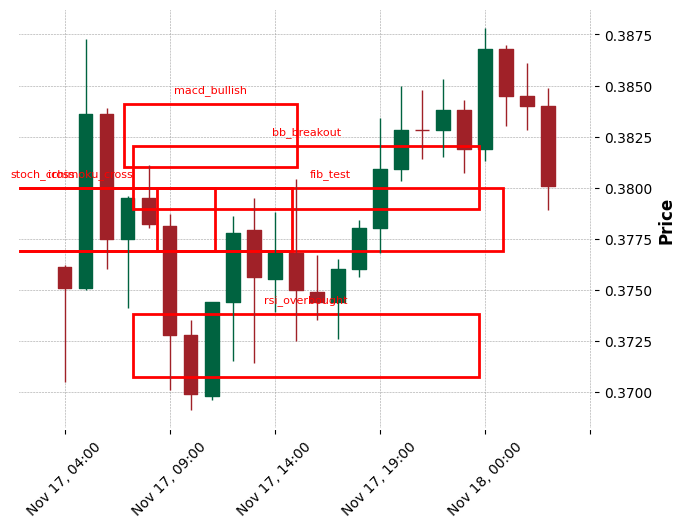 0.3875
macd_bullish
0.3850
bb_breakout
0.3825
stoch_cross
ichimoku_cross
fib_test
0.3800
Price
0.3775
rsi_overbought
0.3750
0.3725
0.3700
Nov 17, 04:00
Nov 17, 09:00
Nov 17, 14:00
Nov 17, 19:00
Nov 18, 00:00